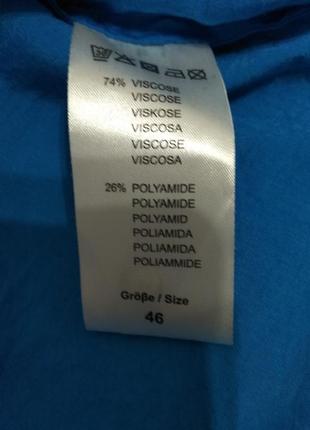 74% VISCOSE
VISCOSE
VISKOSE
VISCOSA
VISCOSE
VISCOSA
26% POLYAMIDE
POLYAMIDE
POLYAMID
POLIAMIDA
POLIAMIDA
POLIAMMIDE
Größe / Size
46